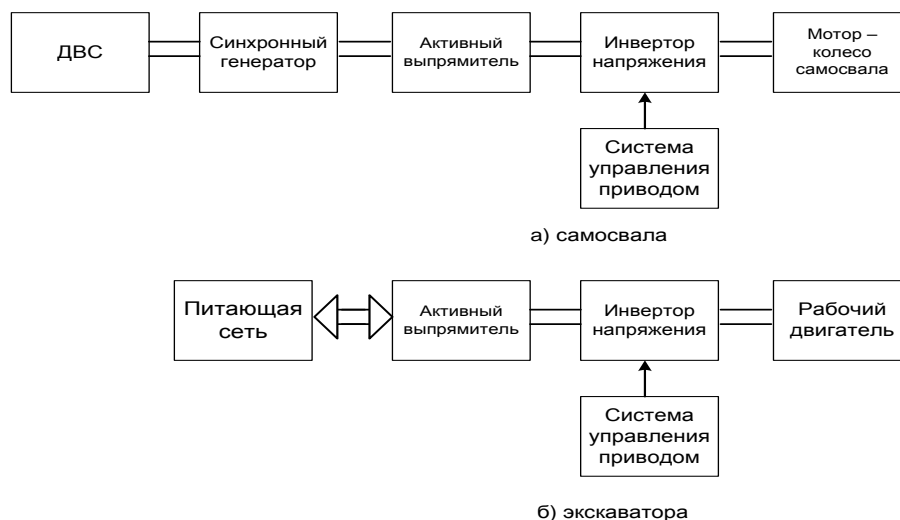 ДВС
Синхронный
генератор
Активный
выпрямитель
Инвертор
напряжения
Мотор –
колесо
самосвала
Система
управления
приводом
а) самосвала
Питающая
сеть
Активный
выпрямитель
Инвертор
напряжения
Рабочий
двигатель
Система
управления
приводом
б) экскаватора